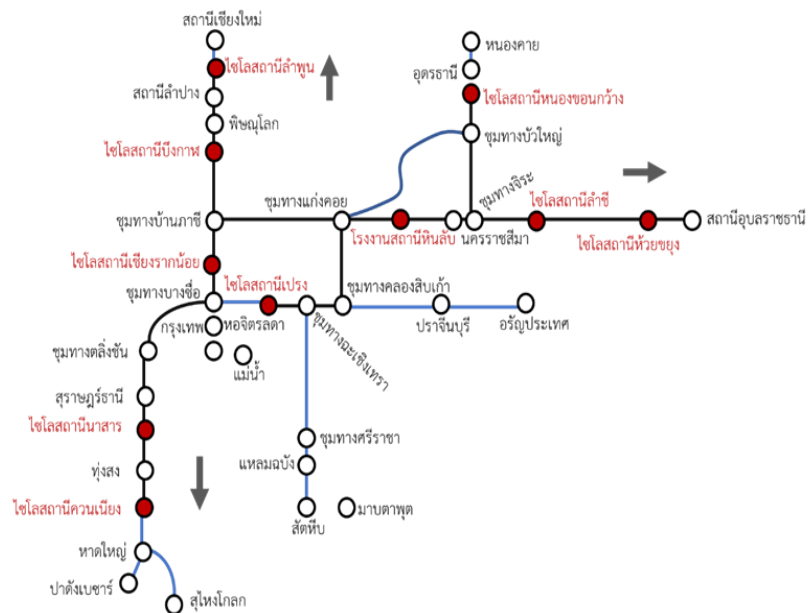 สถานีเชียงใหม่
ไซโลสถานีลำพูน
สถานีลำปาง
พิษณุโลก
ไซโลสถานีบึงกาฬ
ชุมทางบ้านภาชี
ไซโลสถานีเชียงรากน้อย
ชุมทางบางซื่อ
กรุงเทพ
หอจิตรลดา
แม่น้ำ
ชุมทางตลิ่งชัน
สุราษฎร์ธานี
ไซโลสถานีนาสาร
ทุ่งสง
ไซโลสถานีควนเนียง
หาดใหญ่
ปาดังเบซาร์
สุไหงโกลก
หนองคาย
อุดรธานี
ไซโลสถานีหนองขอนกว้าง
ชุมทางบัวใหญ่
ชุมทางจิระ
ชุมทางแก่งคอย
โรงงานสถานีหินลับ
นครราชสีมา
ไซโลสถานีลำชี
ไซโลสถานีห้วยขยุง
สถานีอุบลราชธานี
ไซโลสถานีเปรง
ชุมทางฉะเชิงเทรา
ชุมทางคลองสิบเก้า
ปราจีนบุรี
อรัญประเทศ
ชุมทางศรีราชา
แหลมฉบัง
สัตหีบ
มาบตาพุต